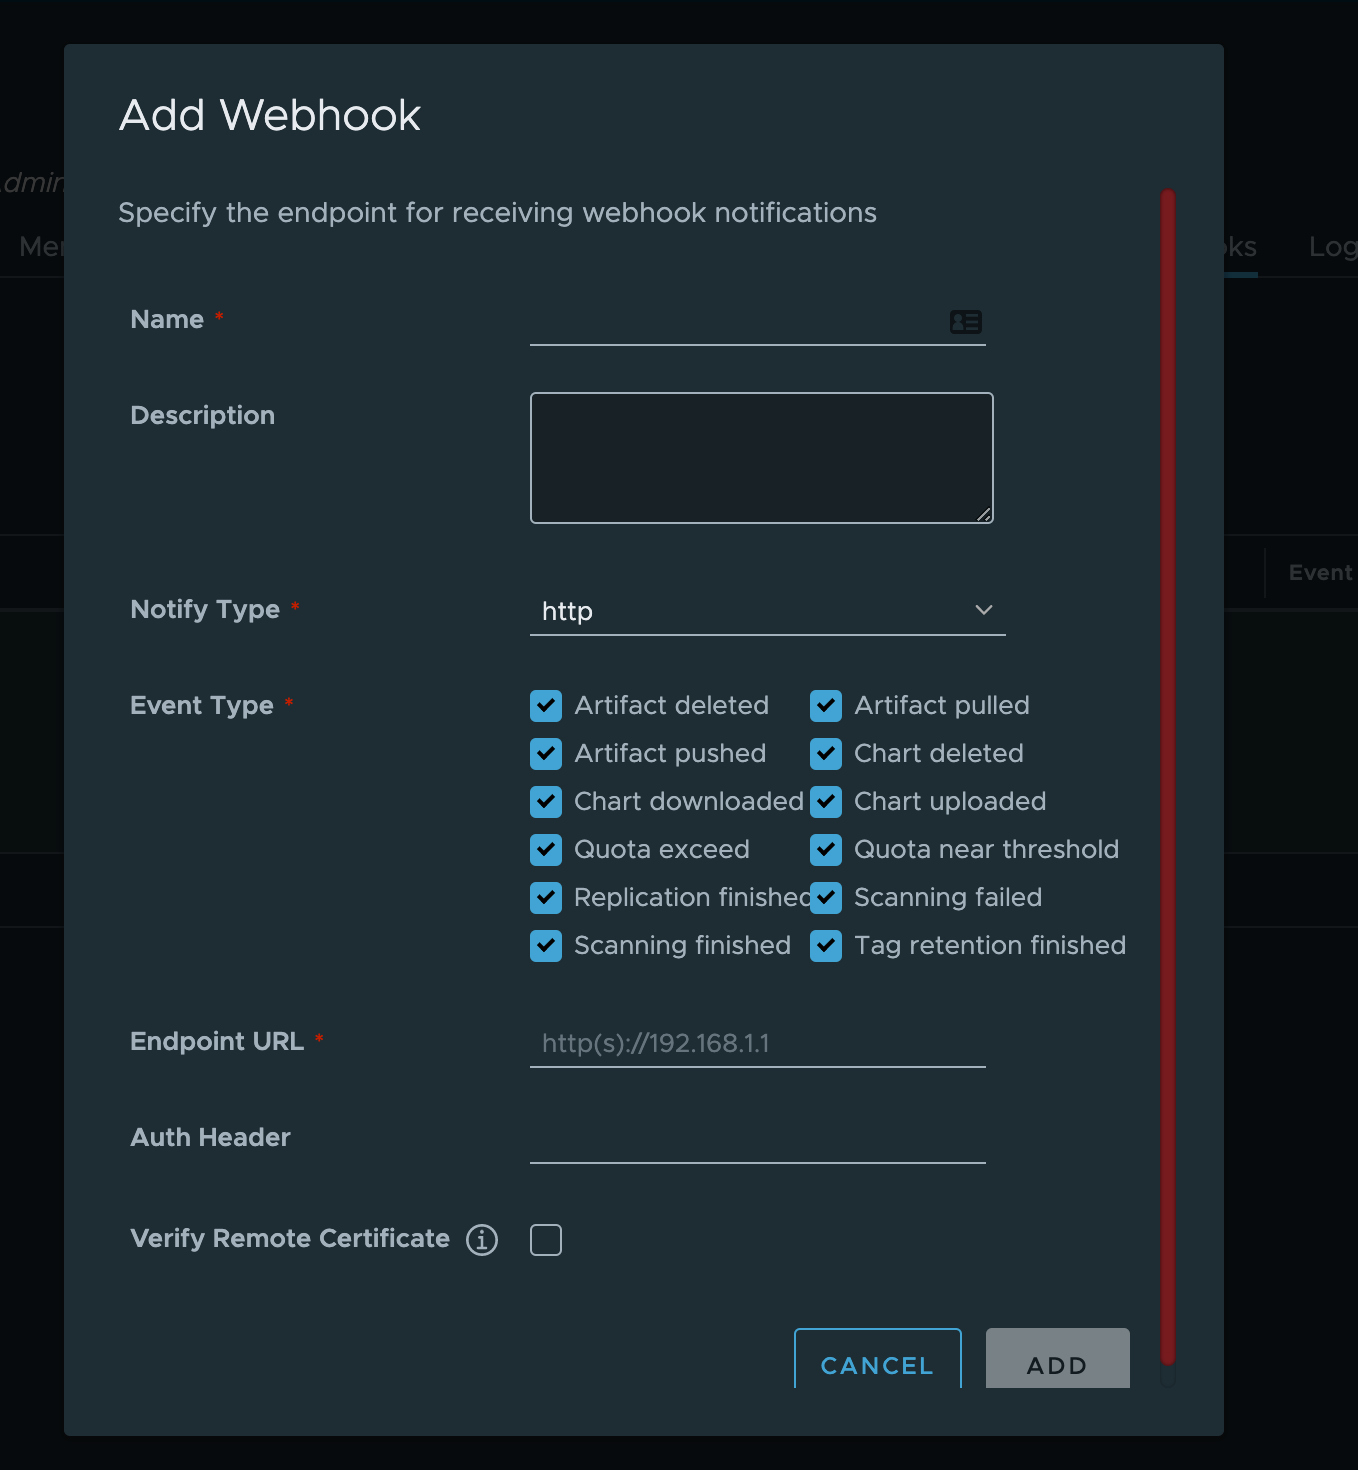 Add Webhook
Specify the endpoint for receiving webhook notifications
Log
Name *
Description
Event
Notify Type *
http
Event Type *
Artifact deleted
Artifact pulled
Artifact pushed
Chart deleted
Chart downloaded
Chart uploaded
Quota exceed
Quota near threshold
Replication finished
Scanning failed
Scanning finished
Tag retention finished
Endpoint URL *
http(s)://192.168.1.1
Auth Header
Verify Remote Certificate
CANCEL
ADD